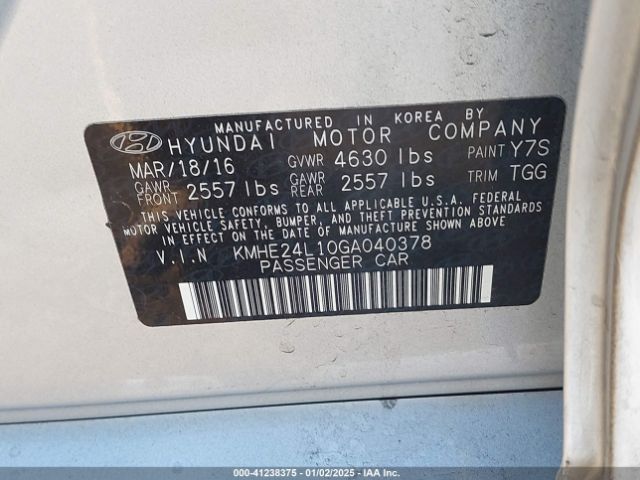 MANUFACTURED IN KOREA BY
HYUNDAI MOTOR COMPANY
MAR/18/16 GVWR 4630 lbs PAINT Y7S
GAWR FRONT 2557 lbs GAWR REAR 2557 lbs TRIM TGG
THIS VEHICLE CONFORMS TO ALL APPLICABLE U.S.A. FEDERAL
MOTOR VEHICLE SAFETY, BUMPER, AND THEFT PREVENTION
STANDARDS IN EFFECT ON THE DATE OF MANUFACTURE SHOWN ABOVE.
V.I.N KMHE24L10GA040378
PASSENGER CAR
000-41238375 - 01/02/2025 - IAAI.COM